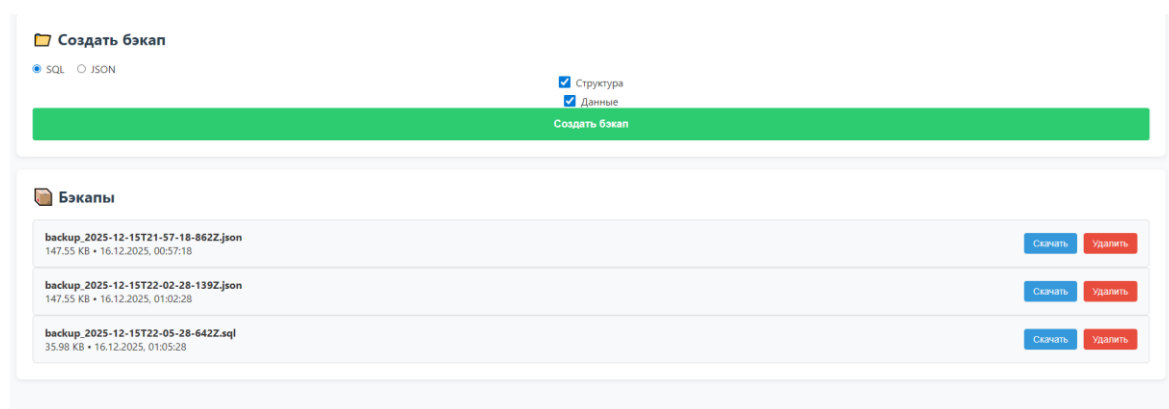 Создать бэкап
SQL JSON
Структура
Данные
Создать бэкап
Бэкапы
backup_2025-12-15T21-57-18-862Z.json
147.55 KB • 16.12.2025, 00:57:18
Скачать Удалить
backup_2025-12-15T22-02-28-139Z.json
147.55 KB • 16.12.2025, 01:02:28
Скачать Удалить
backup_2025-12-15T22-05-28-642Z.sql
35.98 KB • 16.12.2025, 01:05:28
Скачать Удалить